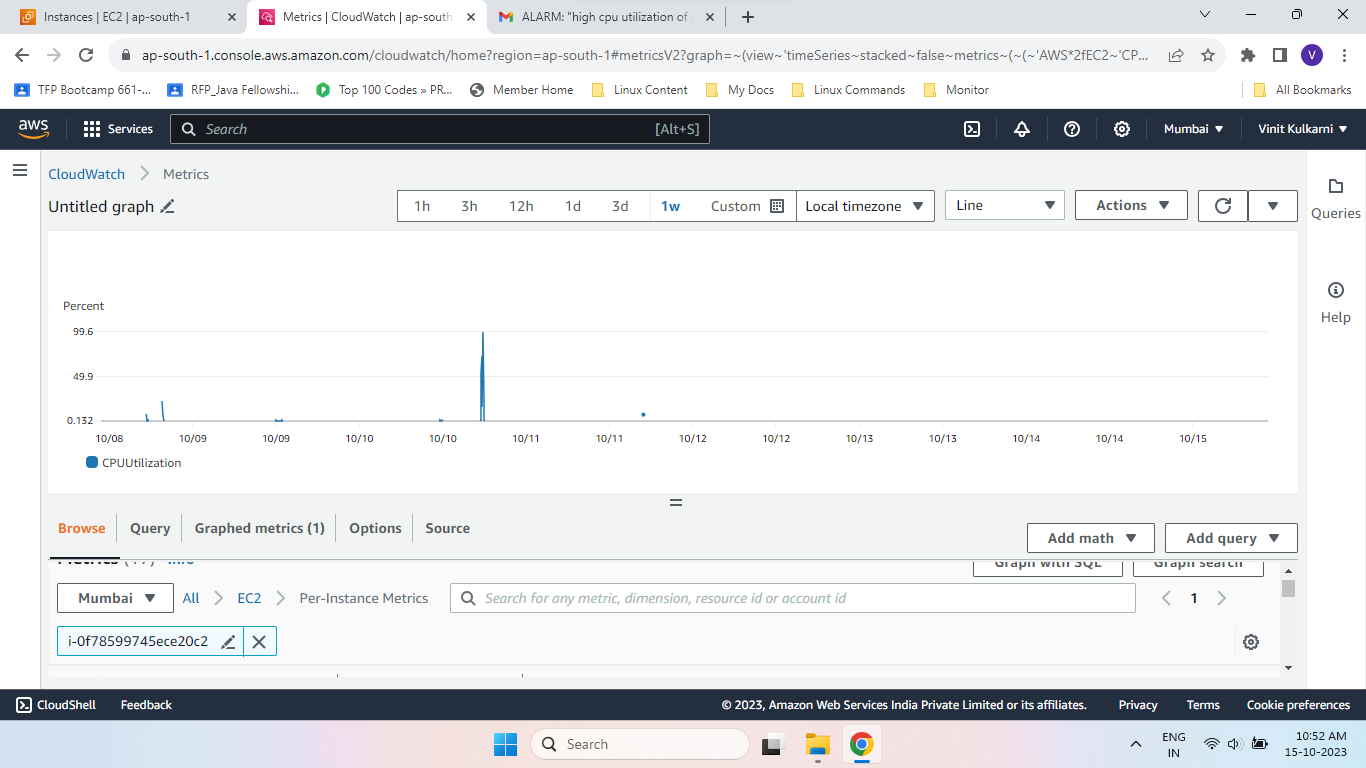 Instances | EC2 | ap-south-1
Metrics | CloudWatch | ap-south
ALARM: "high cpu utilization of
ap-south-1.console.aws.amazon.com/cloudwatch/home?region=ap-south-1#metricsV2?graph=~(view~'timeSeries~stacked~false~metrics~(~(~'AWS*2fEC2~'CP...
V
TFP Bootcamp 661-...
RFP_Java Fellowshi...
Top 100 Codes » PR...
Member Home
Linux Content
My Docs
Linux Commands
Monitor
All Bookmarks
aws
Services
Search
[Alt+S]
Mumbai
Vinit Kulkarni
CloudWatch
Metrics
Untitled graph
1h 3h 12h 1d 3d 1w Custom
Local timezone
Line
Actions
Queries
Help
Percent
99.6
49.9
0.132
10/08 10/09 10/09 10/10 10/10 10/11 10/11 10/12 10/12 10/13 10/13 10/14 10/14 10/15
CPUUtilization
Browse
Query
Graphed metrics (1)
Options
Source
Add math
Add query
Metrics
Info
Graph with SQL
Graph search
Mumbai
All
EC2
Per-Instance Metrics
Search for any metric, dimension, resource id or account id
1
i-0f78599745ece20c2
CloudShell
Feedback
© 2023, Amazon Web Services India Private Limited or its affiliates.
Privacy
Terms
Cookie preferences
Search
ENG
IN
10:52 AM
15-10-2023